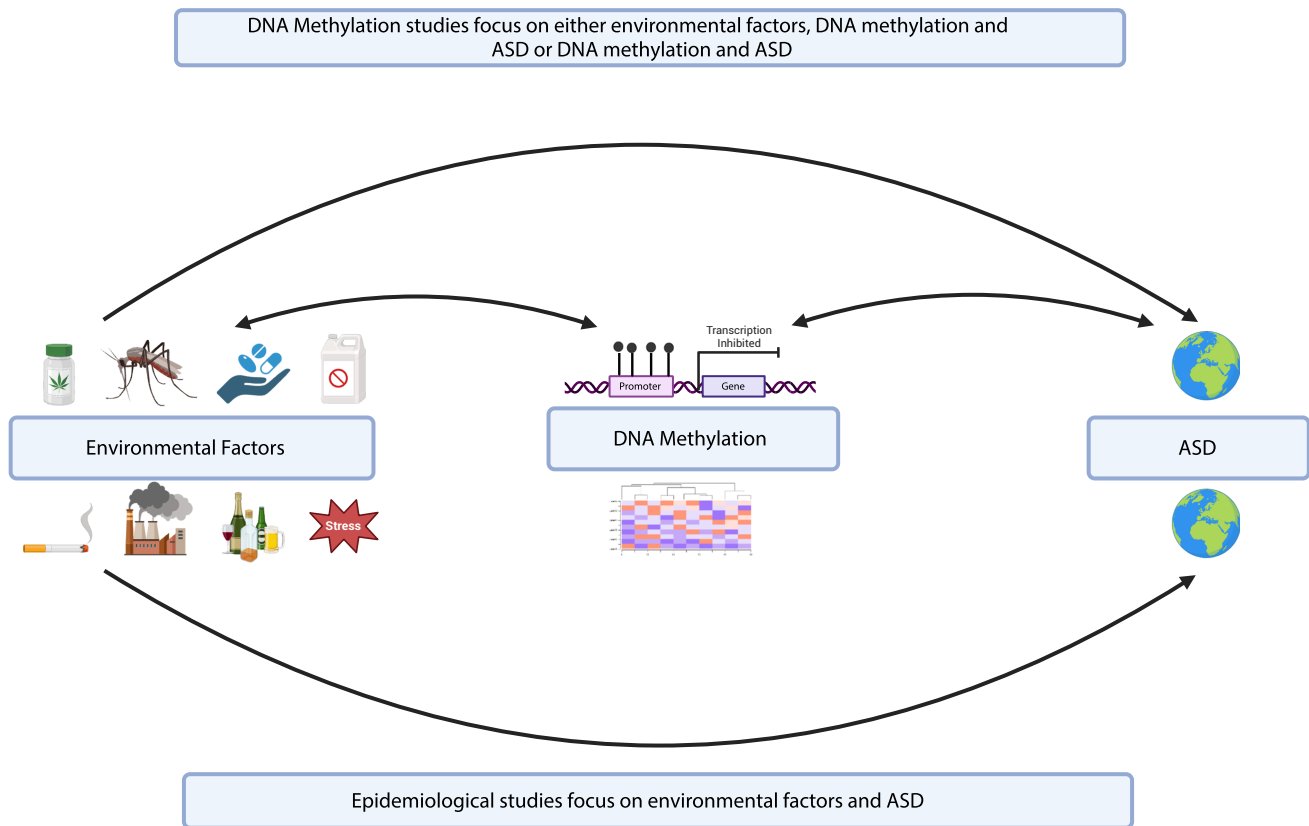 DNA Methylation studies focus on either environmental factors, DNA methylation and
ASD or DNA methylation and ASD
Transcription
Inhibited
Promoter
Gene
Environmental Factors
DNA Methylation
ASD
Stress
Epidemiological studies focus on environmental factors and ASD